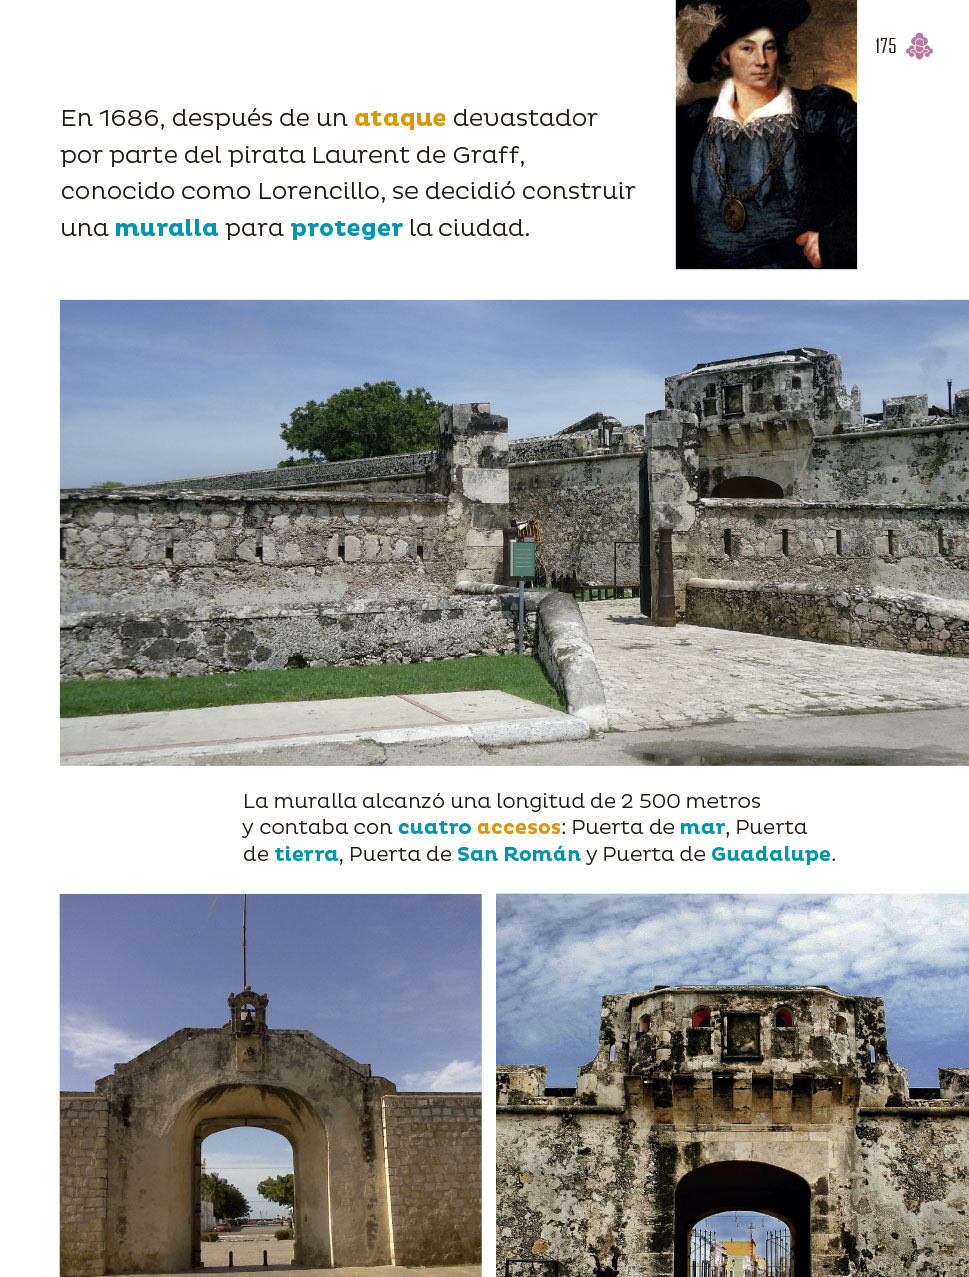 175
En 1686, después de un ataque devastador
por parte del pirata Laurent de Graff,
conocido como Lorencillo, se decidió construir
una muralla para proteger la ciudad.
La muralla alcanzó una longitud de 2 500 metros
y contaba con cuatro accesos: Puerta de mar, Puerta
de tierra, Puerta de San Román y Puerta de Guadalupe.